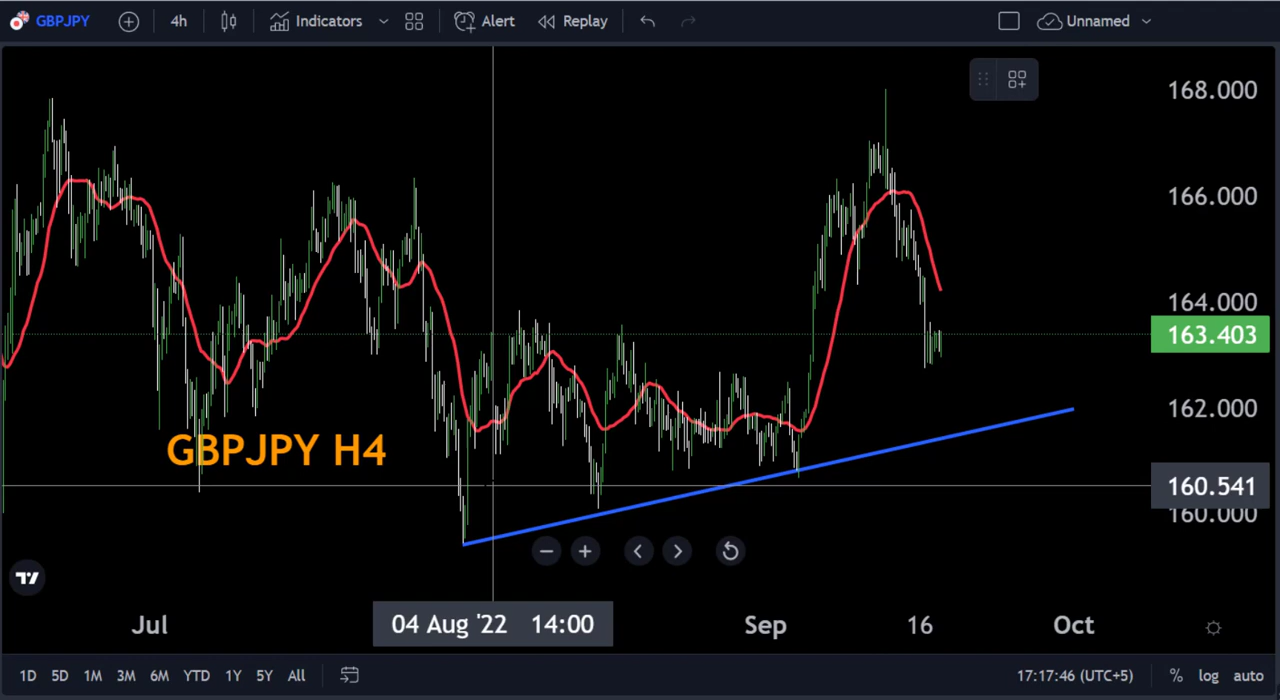 GBPJPY 4h Indicators Alert Replay Unnamed
168.000
166.000
164.000
163.403
162.000
GBPJPY H4
160.541
160.000
Jul 04 Aug '22 14:00 Sep 16 Oct
1D 5D 1M 3M 6M YTD 1Y 5Y All 17:17:46 (UTC+5) % log auto